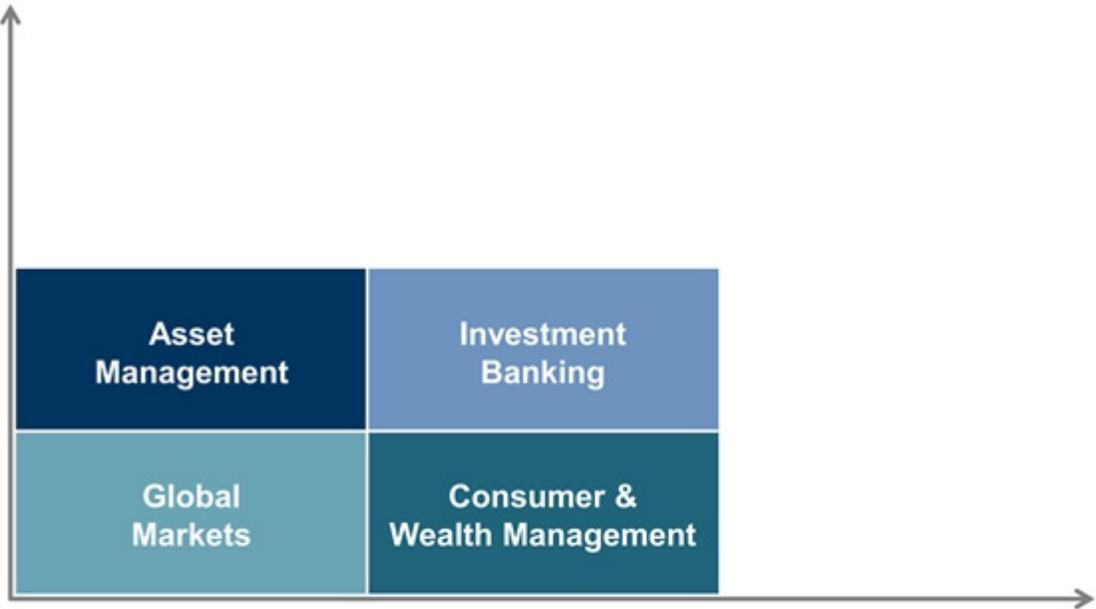 Asset
Management
Investment
Banking
Global
Markets
Consumer &
Wealth Management